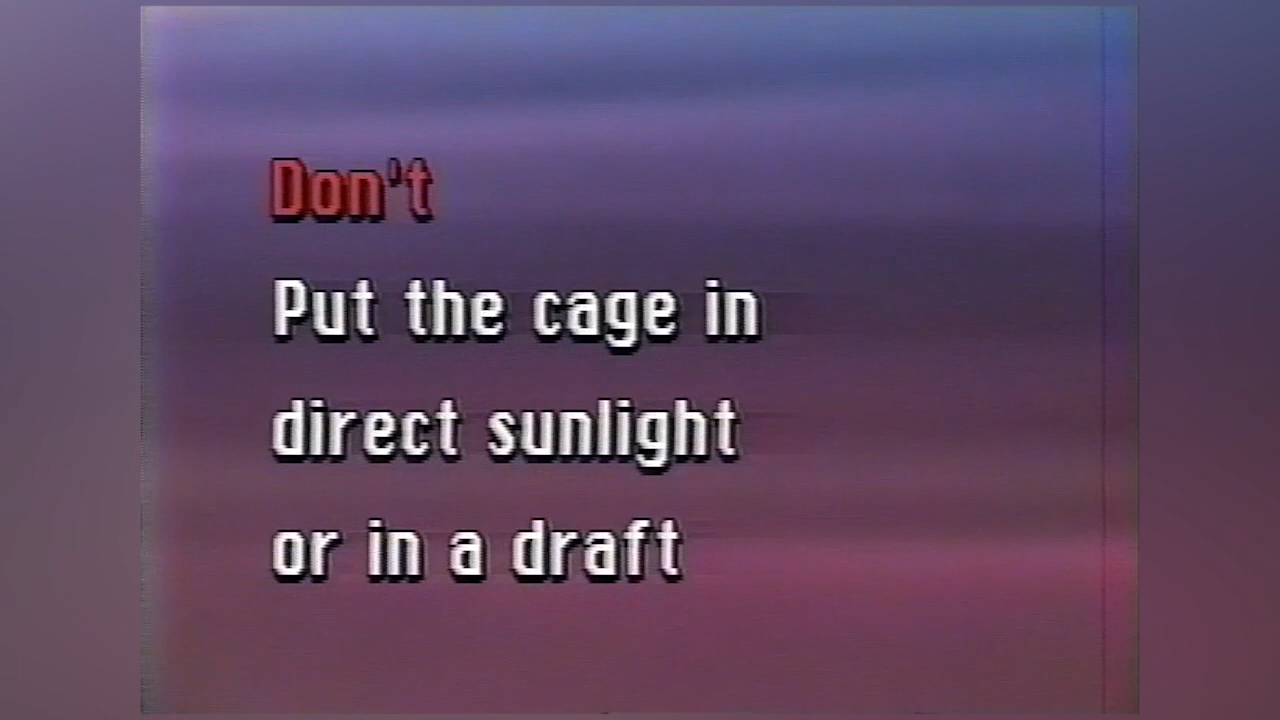 Don't
Put the cage in
direct sunlight
or in a draft